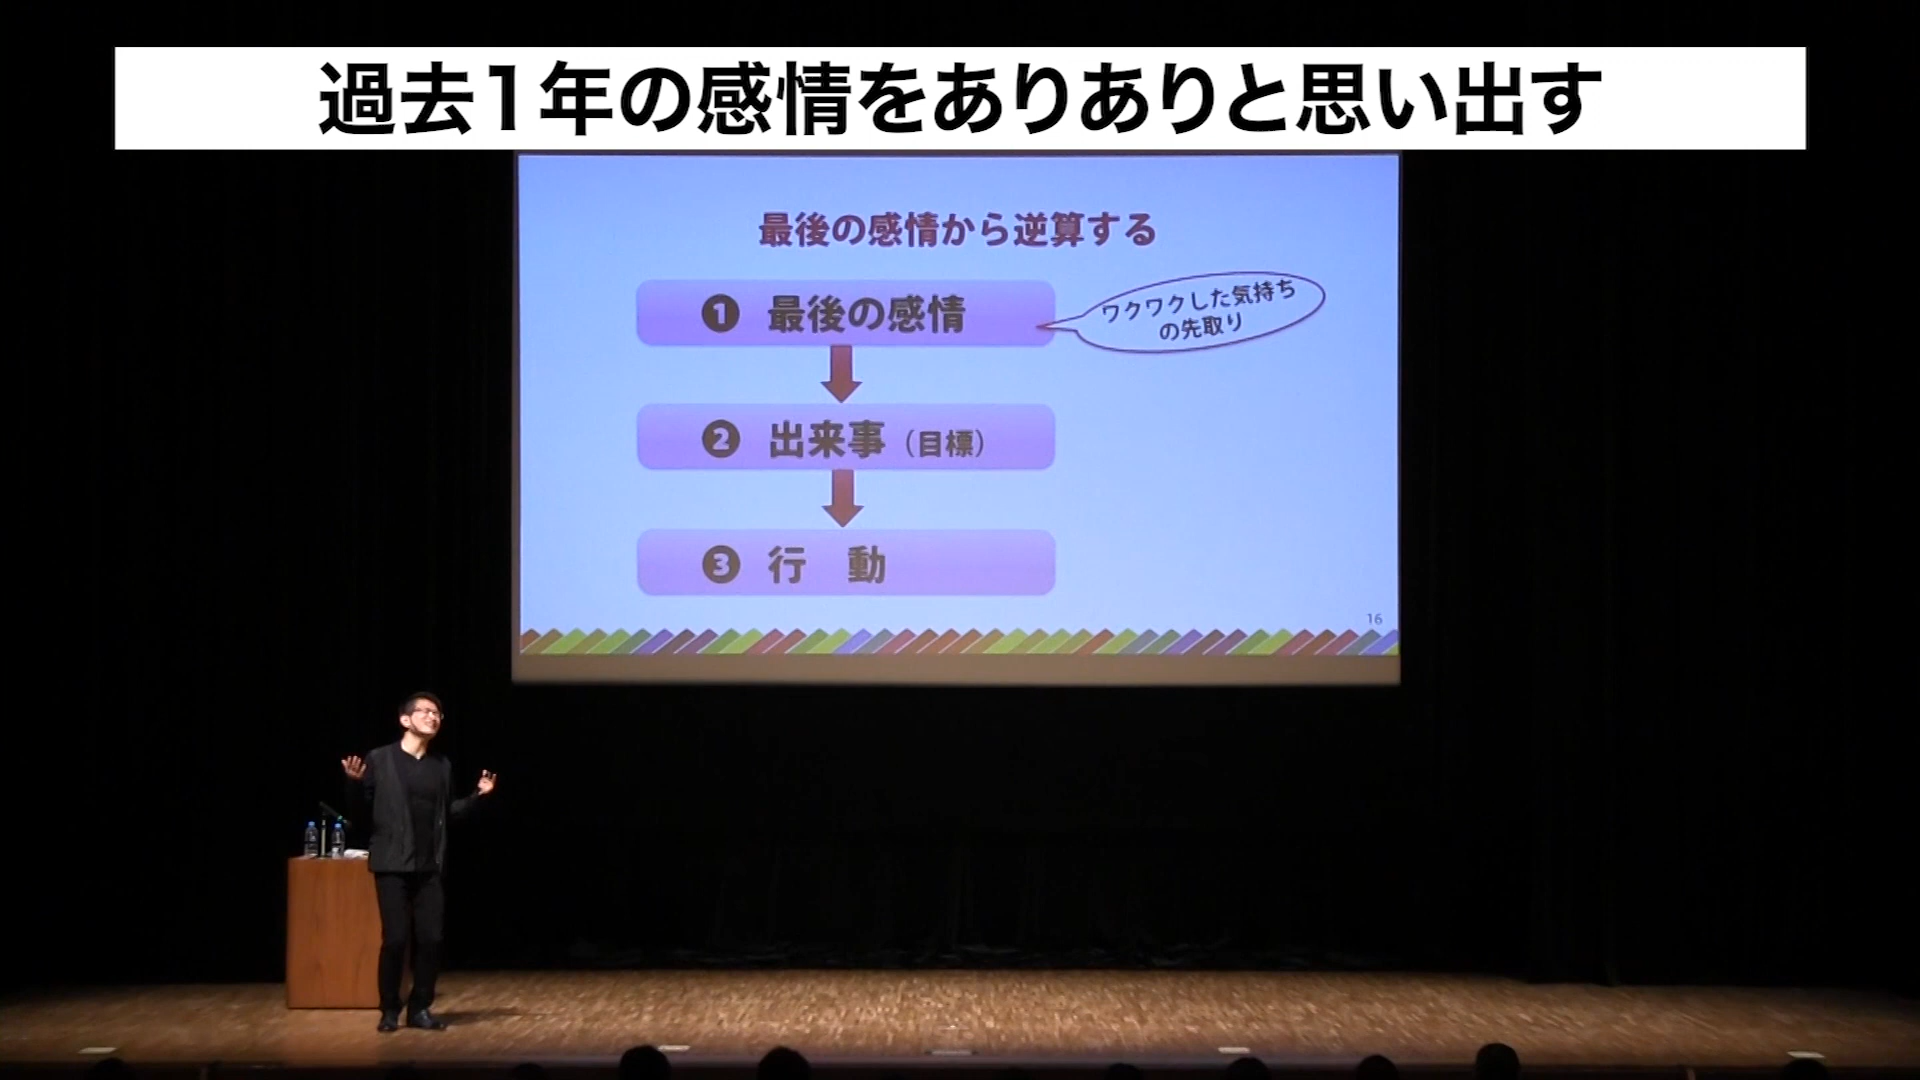 過去1年の感情をありありと思い出す
最後の感情から逆算する
❶ 最後の感情
ワクワクした気持ち
の先取り
❷ 出来事（目標）
❸ 行　動
16